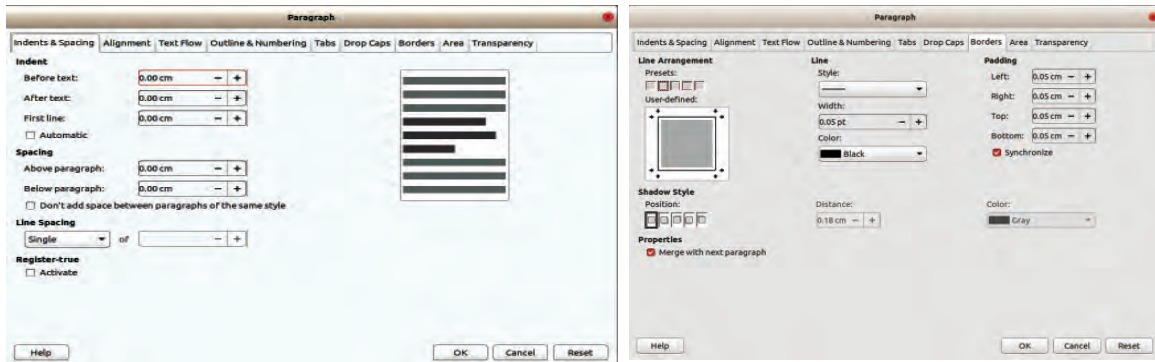 Paragraph
Indents & Spacing Alignment Text Flow Outline & Numbering Tabs Drop Caps Borders Area Transparency
Indent
Before text: 0.00 cm − +
After text: 0.00 cm − +
First line: 0.00 cm − +
Automatic
Spacing
Above paragraph: 0.00 cm − +
Below paragraph: 0.00 cm − +
Don't add space between paragraphs of the same style
Line Spacing
Single of − +
Register-true
Activate
Help OK Cancel Reset
Paragraph
Indents & Spacing Alignment Text Flow Outline & Numbering Tabs Drop Caps Borders Area Transparency
Line Arrangement
Presets:
User-defined:
Line
Style:
Width:
0.05 pt − +
Color:
Black
Padding
Left: 0.05 cm − +
Right: 0.05 cm − +
Top: 0.05 cm − +
Bottom: 0.05 cm − +
Synchronize
Shadow Style
Position: Distance: Color:
0.18 cm − + Gray
Properties
Merge with next paragraph
Help OK Cancel Reset